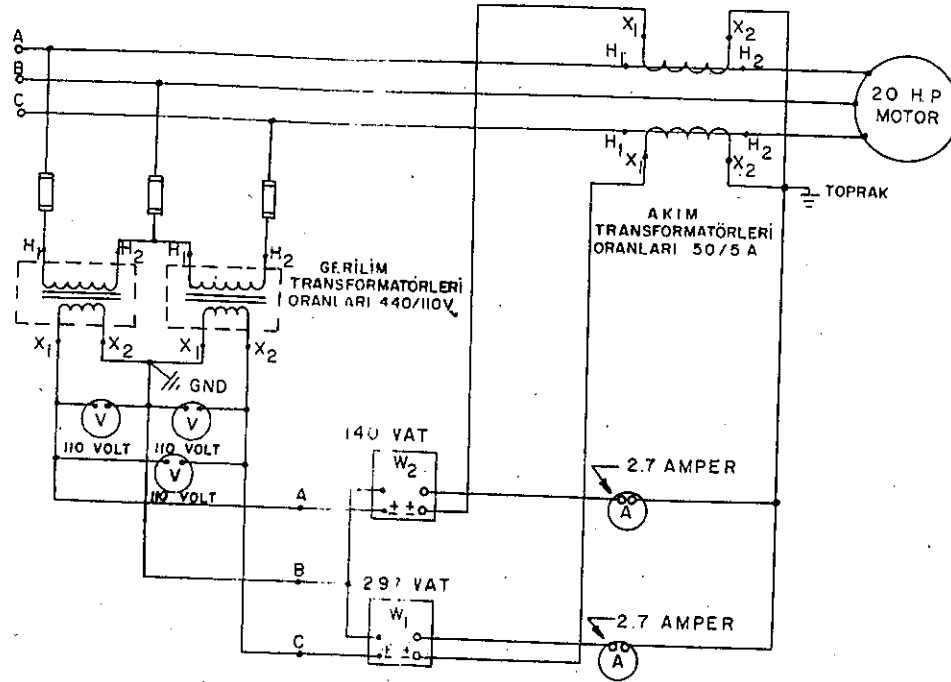 A
B
C
X1
X2
H1
H2
20 H.P
MOTOR
H1
X1
X2
H2
TOPRAK
AKIM
TRANSFORMATÖRLERİ
ORANLARI 50/5 A
H1
H2
H1
H2
GERİLİM
TRANSFORMATÖRLERİ
ORANLARI 440/110V
X1
X2
X1
X2
GND
V
V
110 VOLT
110 VOLT
V
110 VOLT
140 VAT
W2
± ±
2.7 AMPER
A
A
B
297 VAT
W1
± ±
2.7 AMPER
A
C